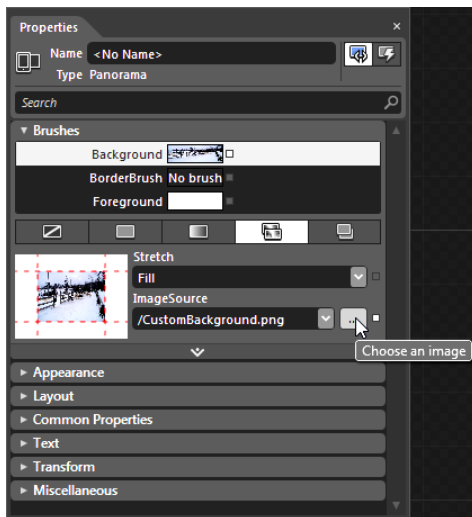 Properties ×
Name <No Name>
Type Panorama
Search
Brushes
Background
BorderBrush No brush
Foreground
Stretch
Fill
ImageSource
/CustomBackground.png ...
Choose an image
Appearance
Layout
Common Properties
Text
Transform
Miscellaneous